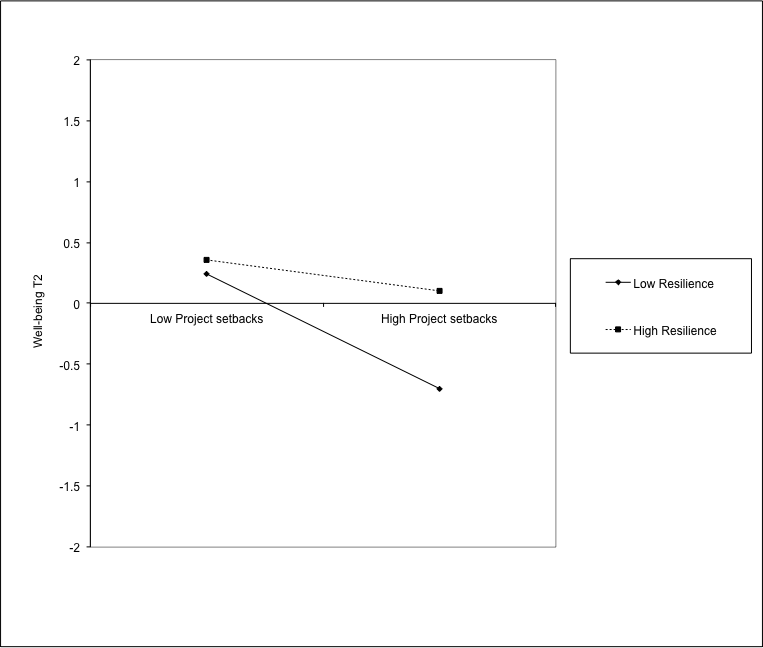 2
1.5
1
0.5
0
-0.5
-1
-1.5
-2
Well-being T2
Low Project setbacks
High Project setbacks
Low Resilience
High Resilience